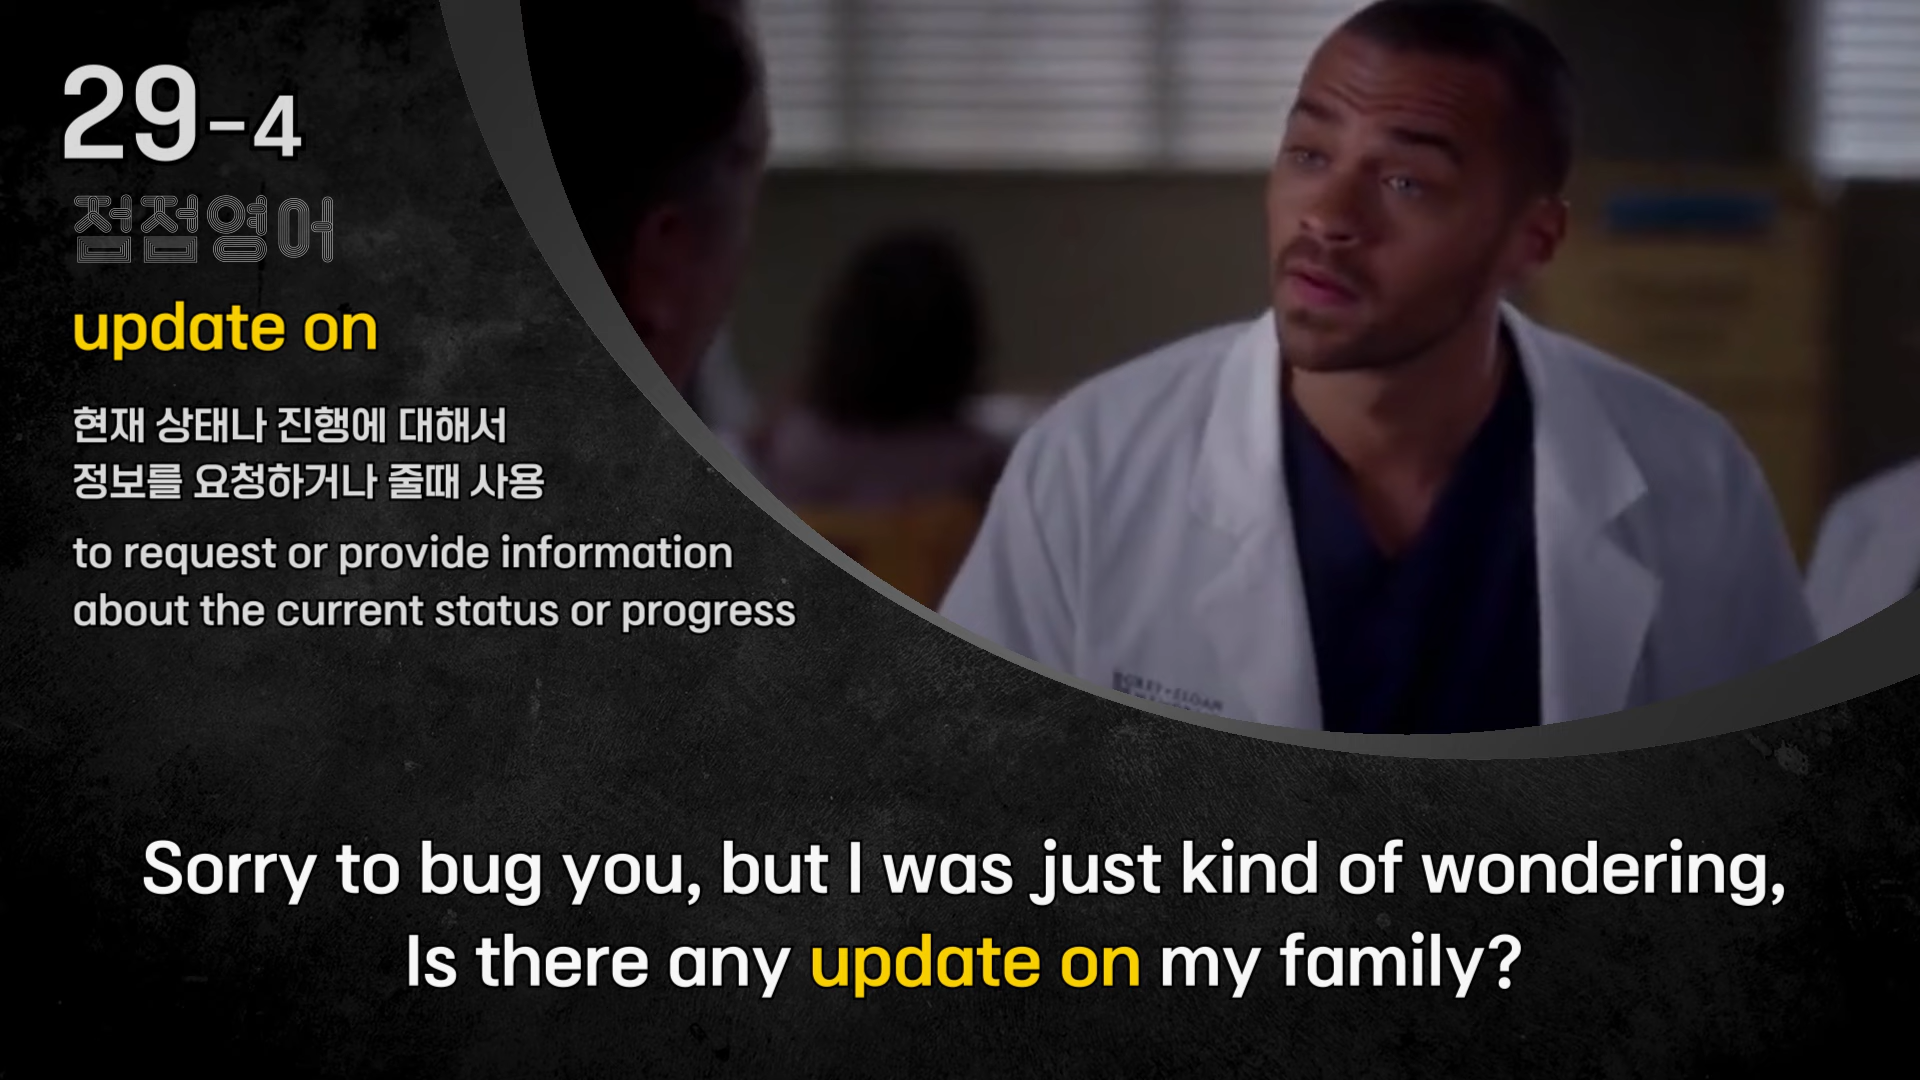 29-4
점점영어
update on
현재 상태나 진행에 대해서
정보를 요청하거나 줄때 사용
to request or provide information
about the current status or progress
GREY+SLOAN
Sorry to bug you, but I was just kind of wondering,
Is there any update on my family?